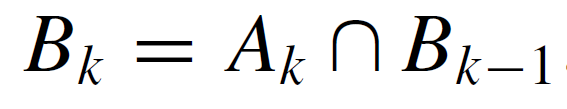 B_k = A_k ∩ B_{k−1}.